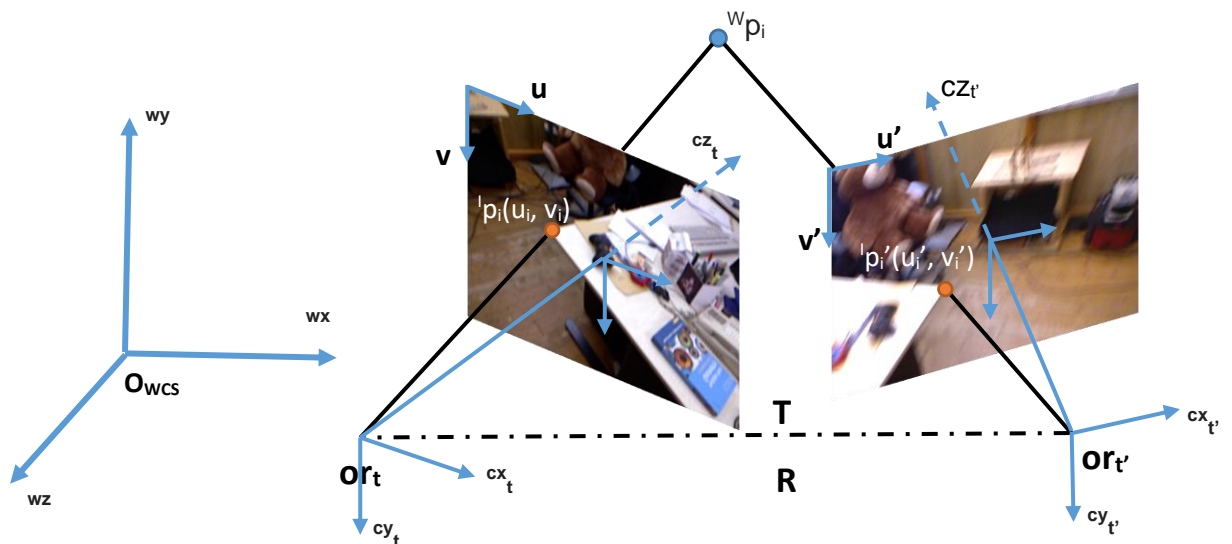 wy
wx
O_WCS
wz
ᵂp_i
u
v
cz_t
ᴵp_i(u_i, v_i)
or_t
cx_t
cy_t
T
R
cz_t’
u’
v’
ᴵp_i’(u_i’, v_i’)
cx_t’
or_t’
cy_t’